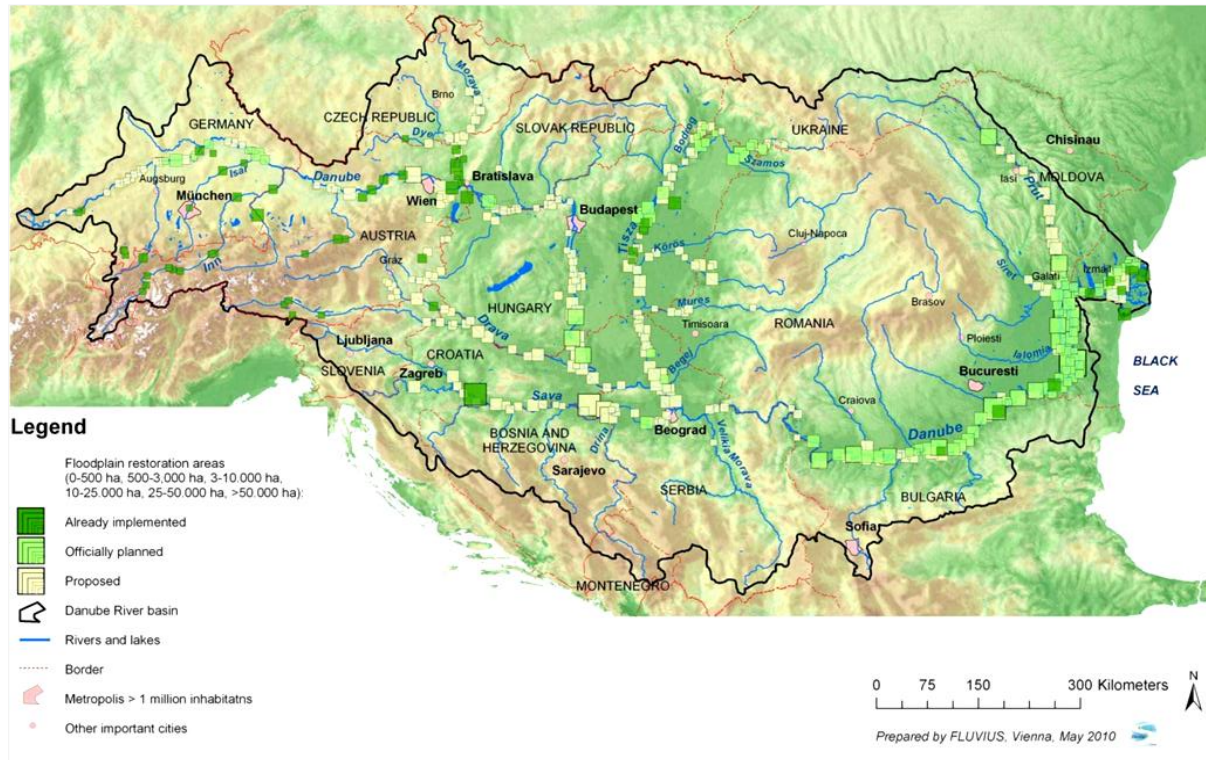 Morava
Brno
CZECH REPUBLIC
GERMANY
SLOVAK REPUBLIC
UKRAINE
Dye
Bodrog
Szamos
Chisinau
Iasi
Prut
MOLDOVA
Augsburg
Isar
Danube
Bratislava
München
Wien
Budapest
Tisza
AUSTRIA
Körös
Cluj-Napoca
Inn
Graz
Siret
Galati
Izmail
HUNGARY
Mures
Brasov
Drava
Timisoara
ROMANIA
Ljubljana
CROATIA
Ploiesti
Ialomia
SLOVENIA
Zagreb
Begej
BLACK
SEA
Bucuresti
Sava
Craiova
Beograd
Danube
BOSNIA AND
HERZEGOVINA
Drina
Velikia Morava
Sarajevo
SERBIA
BULGARIA
Sofia
MONTENEGRO
Legend
Floodplain restoration areas
(0-500 ha, 500-3,000 ha, 3-10.000 ha,
10-25.000 ha, 25-50.000 ha, >50.000 ha):
Already implemented
Officially planned
Proposed
Danube River basin
Rivers and lakes
Border
Metropolis > 1 million inhabitatns
Other important cities
0 75 150 300 Kilometers
N
Prepared by FLUVIUS, Vienna, May 2010